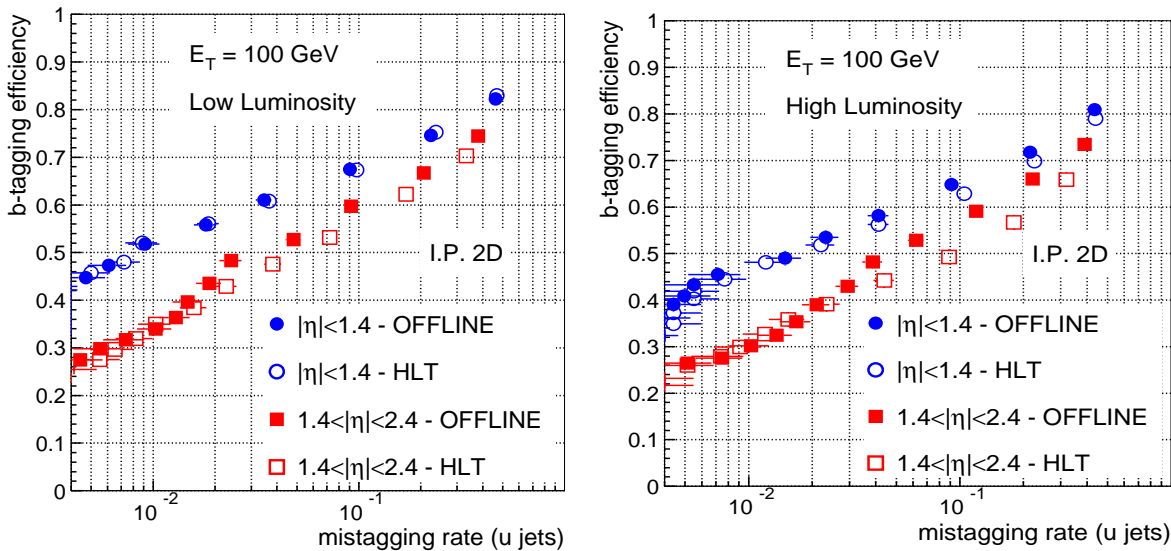 b-tagging efficiency
1
0.9
0.8
0.7
0.6
0.5
0.4
0.3
0.2
0.1
0
E_T = 100 GeV
Low Luminosity
I.P. 2D
|η|<1.4 - OFFLINE
|η|<1.4 - HLT
1.4<|η|<2.4 - OFFLINE
1.4<|η|<2.4 - HLT
10^-2 10^-1
mistagging rate (u jets)
b-tagging efficiency
1
0.9
0.8
0.7
0.6
0.5
0.4
0.3
0.2
0.1
0
E_T = 100 GeV
High Luminosity
I.P. 2D
|η|<1.4 - OFFLINE
|η|<1.4 - HLT
1.4<|η|<2.4 - OFFLINE
1.4<|η|<2.4 - HLT
10^-2 10^-1
mistagging rate (u jets)